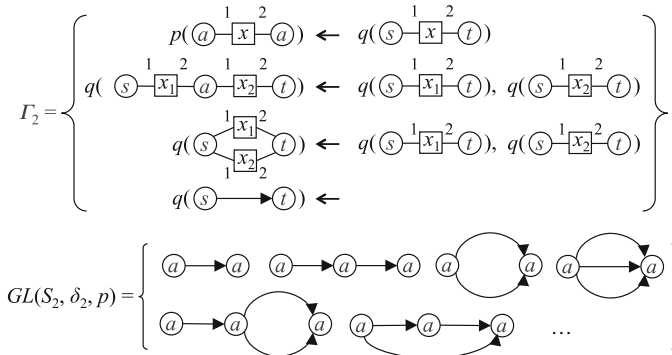 1 2 1 2
p( a x a ) ← q( s x t )
1 2 1 2 1 2 1 2
q( s x₁ a x₂ t ) ← q( s x₁ t ), q( s x₂ t )
Γ₂ =
1 2 1 2 1 2
q( s x₁ x₂ t ) ← q( s x₁ t ), q( s x₂ t )
1 2
q( s t ) ←
a a a a a a a a a
GL(S₂, δ₂, p) =
a a a a a a …